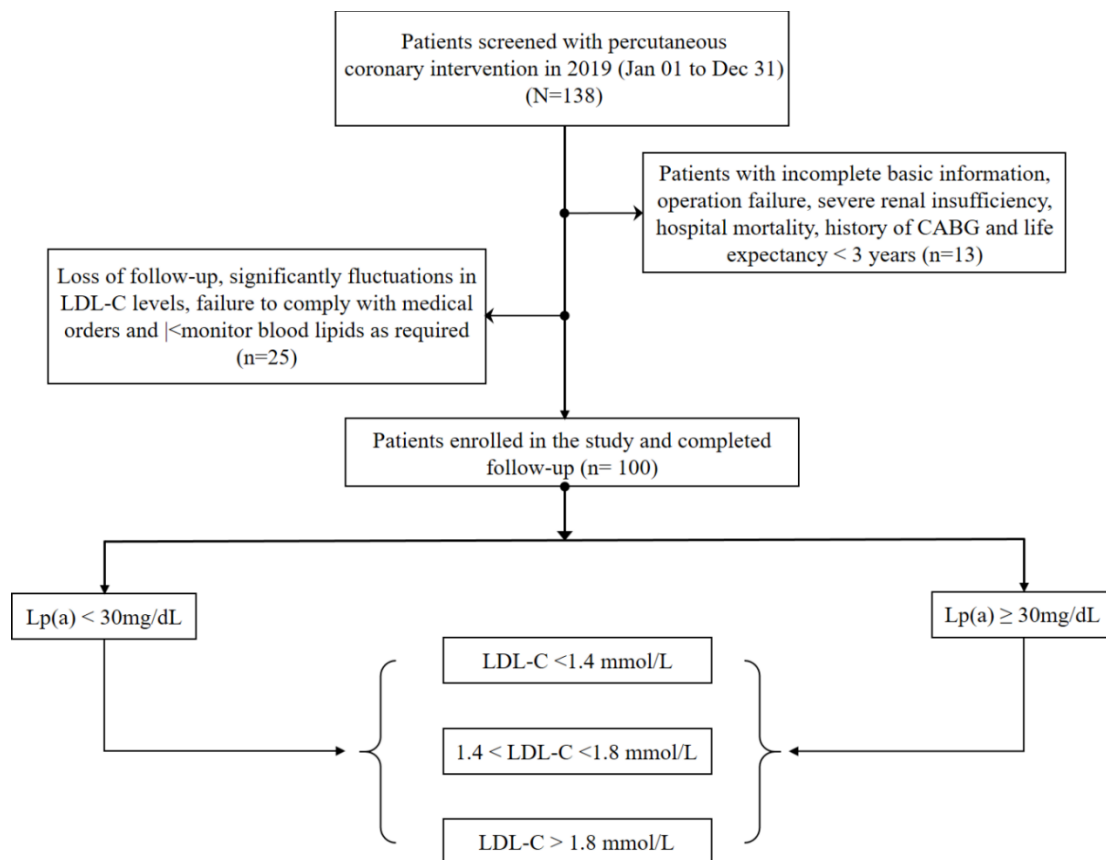 Patients screened with percutaneous
coronary intervention in 2019 (Jan 01 to Dec 31)
(N=138)
Patients with incomplete basic information,
operation failure, severe renal insufficiency,
hospital mortality, history of CABG and life
expectancy < 3 years (n=13)
Loss of follow-up, significantly fluctuations in
LDL-C levels, failure to comply with medical
orders and |<monitor blood lipids as required
(n=25)
Patients enrolled in the study and completed
follow-up (n= 100)
Lp(a) < 30mg/dL
Lp(a) ≥ 30mg/dL
LDL-C <1.4 mmol/L
1.4 < LDL-C <1.8 mmol/L
LDL-C > 1.8 mmol/L